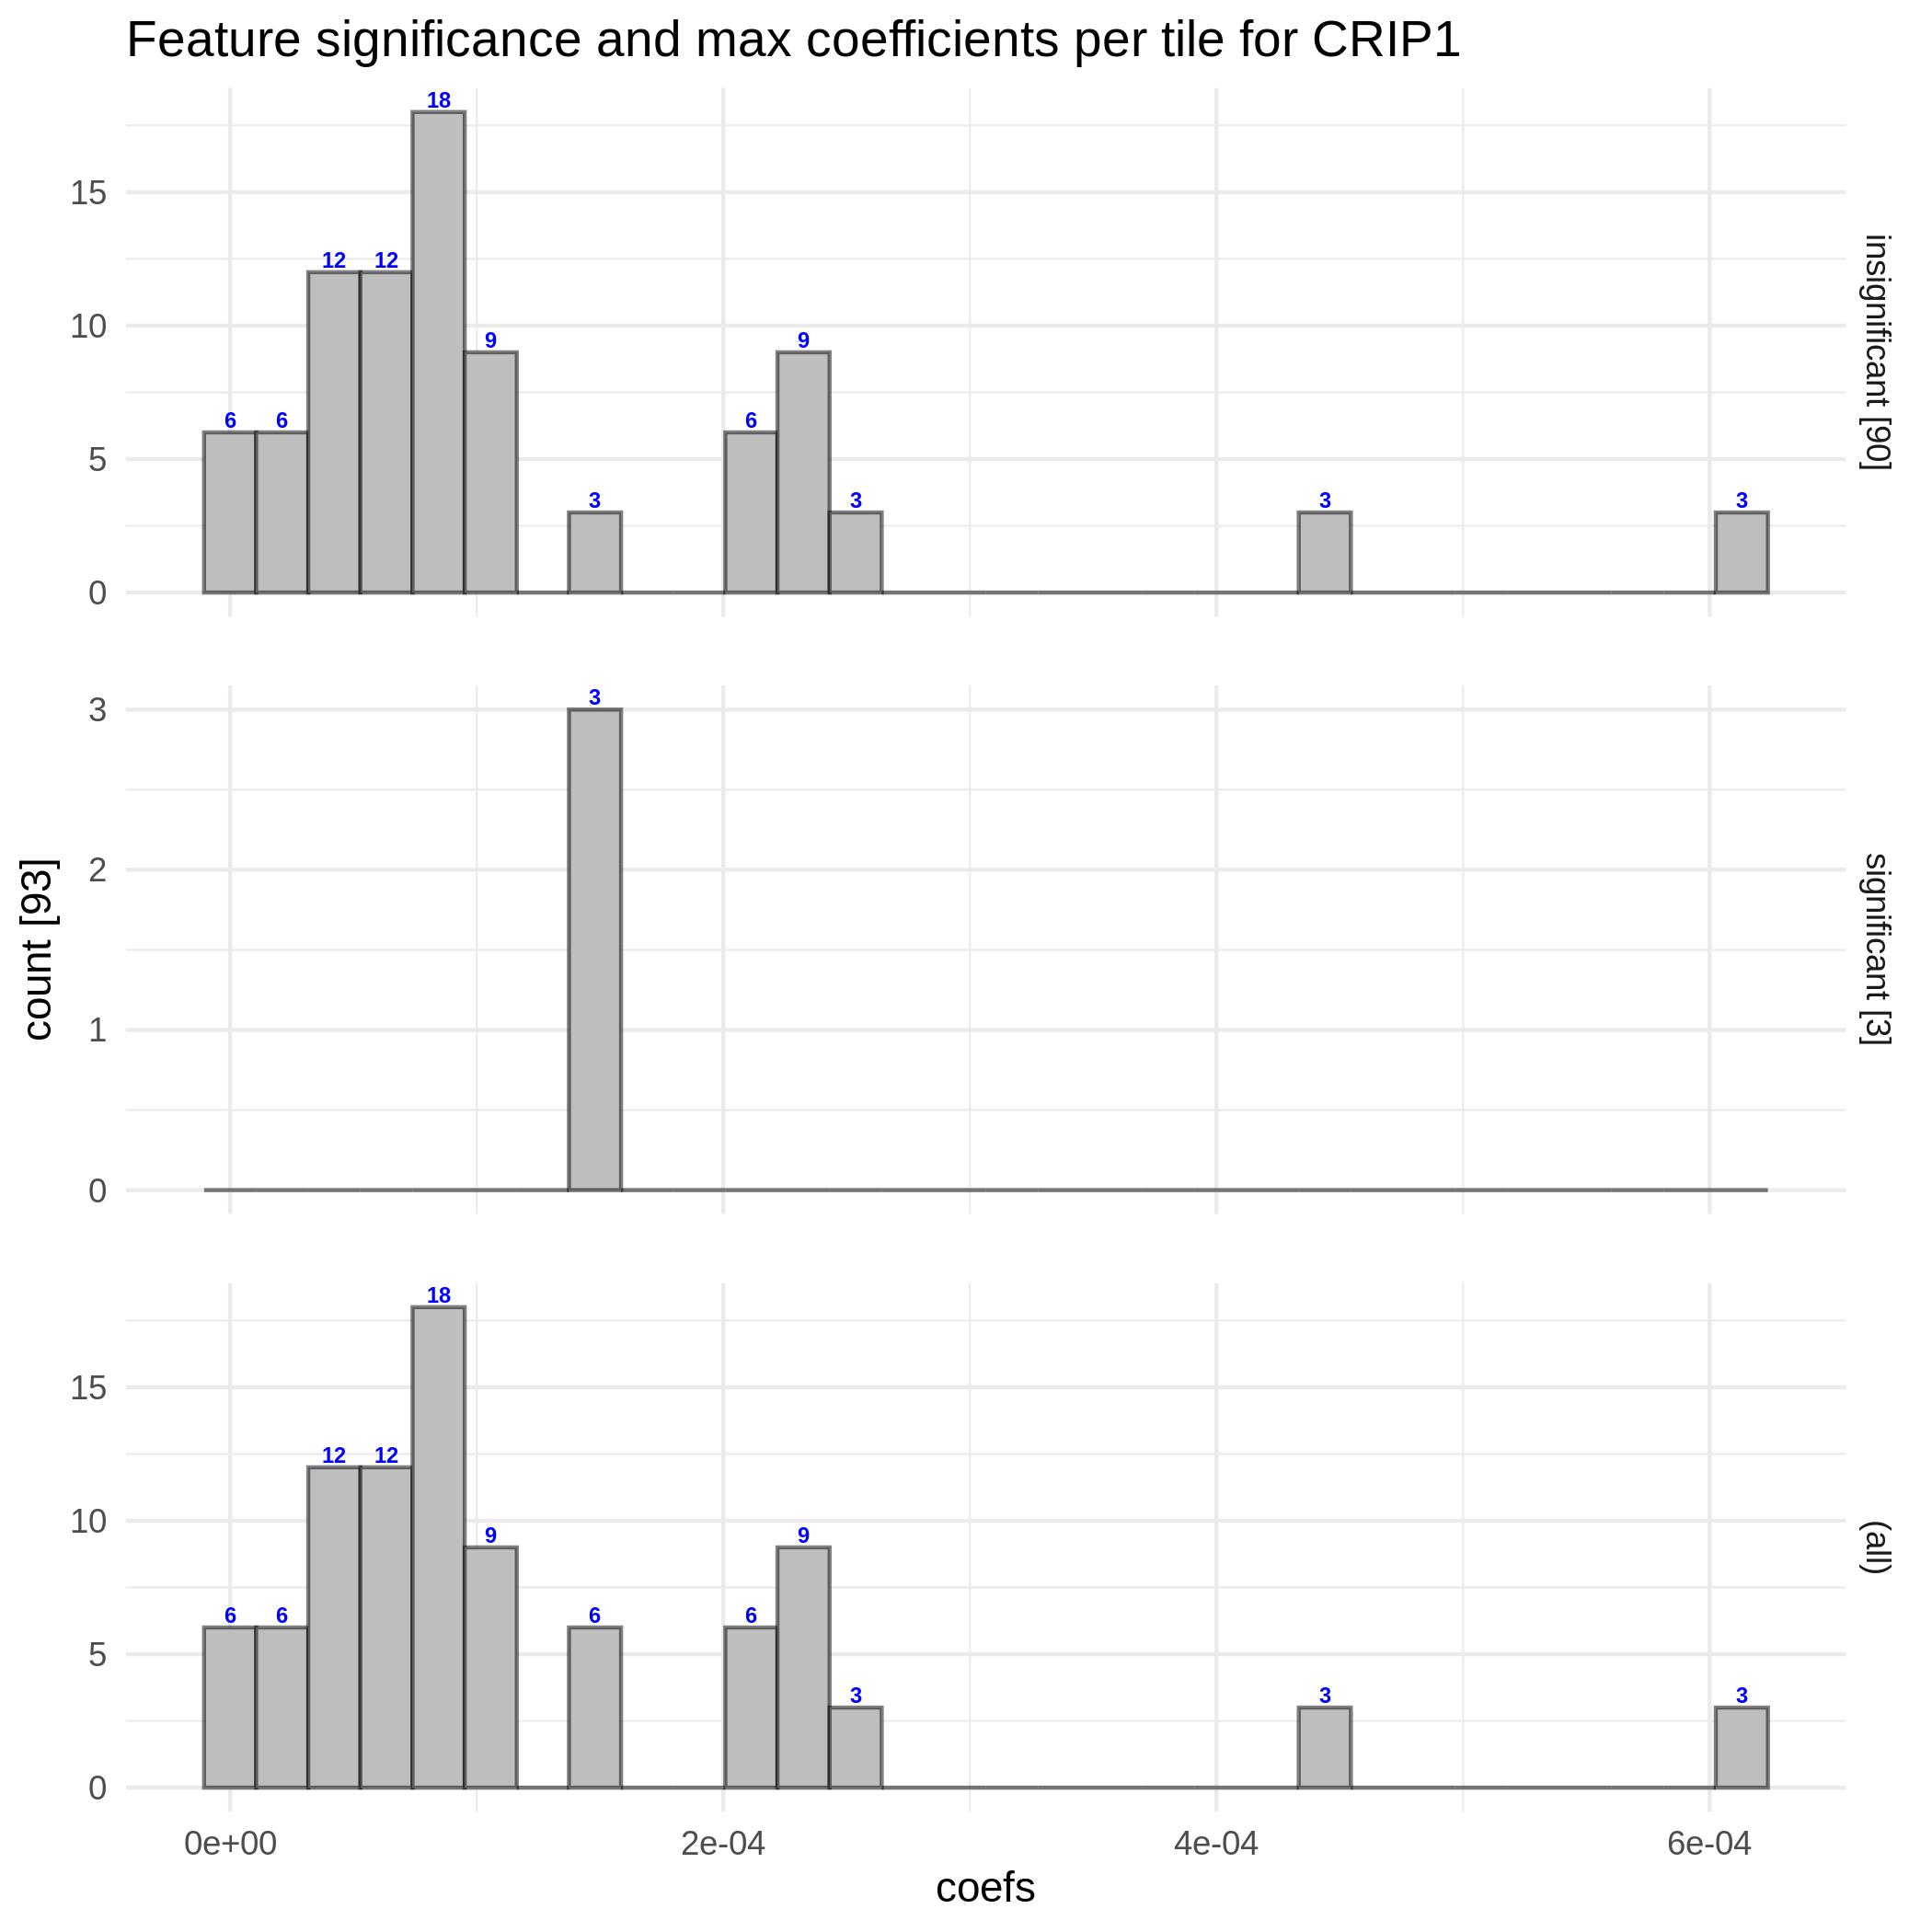 Feature significance and max coefficients per tile for CRIP1
18
15
12 12
10
9 9
6 6 6
5
3 3 3 3
0
insignificant [90]
3
3
2
1
0
significant [3]
count [93]
18
15
12 12
10
9 9
6 6 6 6
5
3 3 3
0
(all)
0e+00 2e-04 4e-04 6e-04
coefs